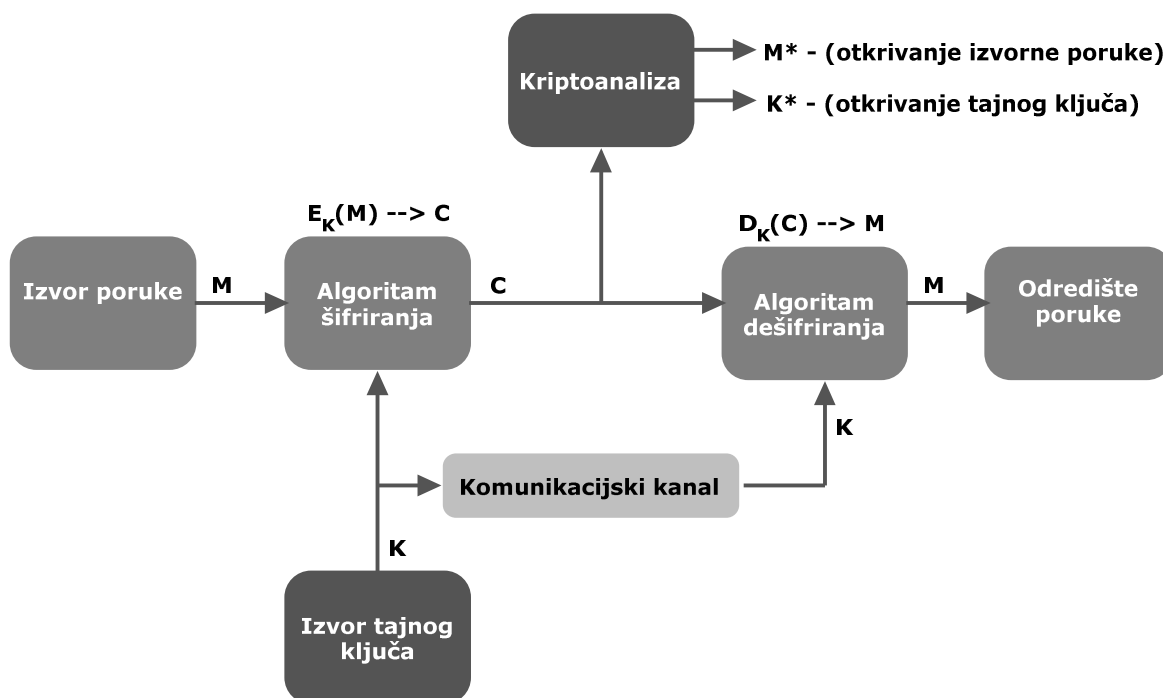 Kriptoanaliza
M* - (otkrivanje izvorne poruke)
K* - (otkrivanje tajnog ključa)
EK(M) --> C
DK(C) --> M
Izvor poruke
M
Algoritam
šifriranja
C
Algoritam
dešifriranja
M
Odredište
poruke
K
Komunikacijski kanal
K
Izvor tajnog
ključa